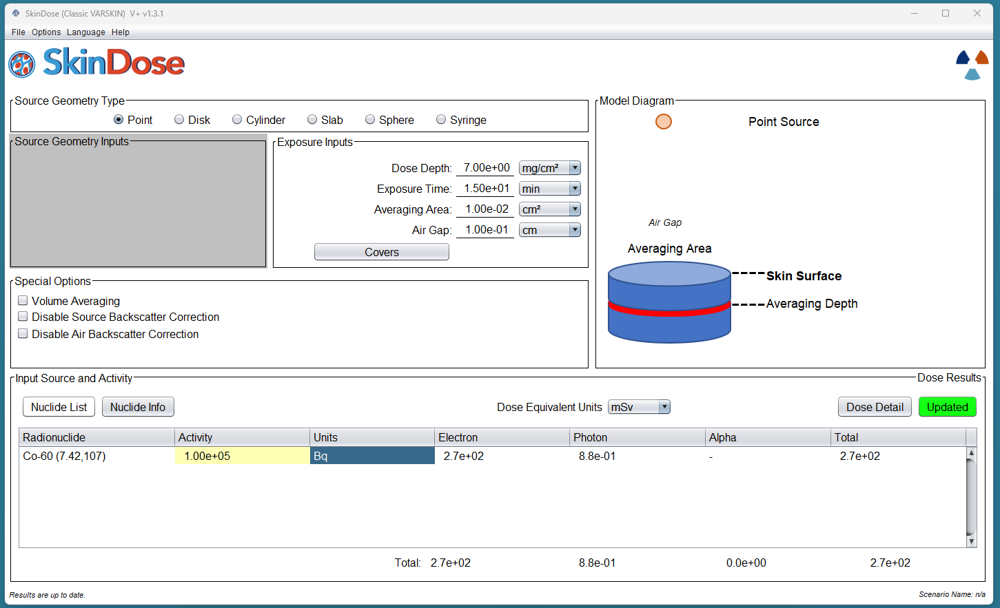 SkinDose (Classic VARSKIN)  V+ v1.3.1
File Options Language Help
SkinDose
Source Geometry Type
Point Disk Cylinder Slab Sphere Syringe
Source Geometry Inputs
Exposure Inputs
Dose Depth: 7.00e+00 mg/cm²
Exposure Time: 1.50e+01 min
Averaging Area: 1.00e-02 cm²
Air Gap: 1.00e-01 cm
Covers
Special Options
Volume Averaging
Disable Source Backscatter Correction
Disable Air Backscatter Correction
Model Diagram
Point Source
Air Gap
Averaging Area
Skin Surface
Averaging Depth
Input Source and Activity
Dose Results
Nuclide List Nuclide Info Dose Equivalent Units mSv Dose Detail Updated
Radionuclide Activity Units Electron Photon Alpha Total
Co-60 (7.42,107) 1.00e+05 Bq 2.7e+02 8.8e-01 - 2.7e+02
Total: 2.7e+02 8.8e-01 0.0e+00 2.7e+02
Results are up to date.
Scenario Name: n/a